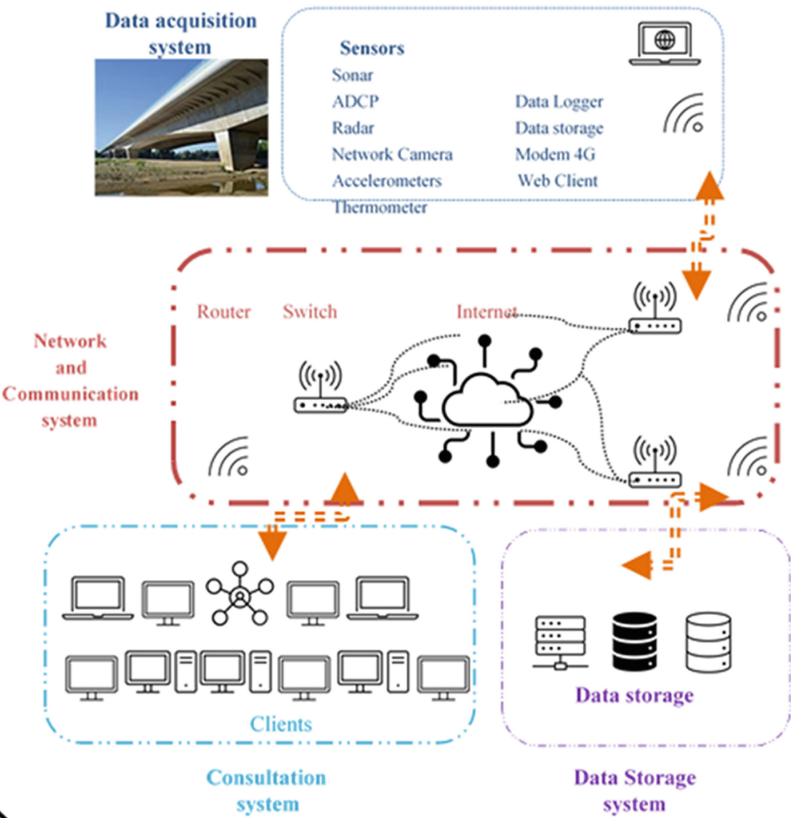 Data acquisition
system
Sensors
Sonar
ADCP
Radar
Network Camera
Accelerometers
Thermometer
Data Logger
Data storage
Modem 4G
Web Client
Network
and
Communication
system
Router
Switch
Internet
Clients
Consultation
system
Data storage
Data Storage
system